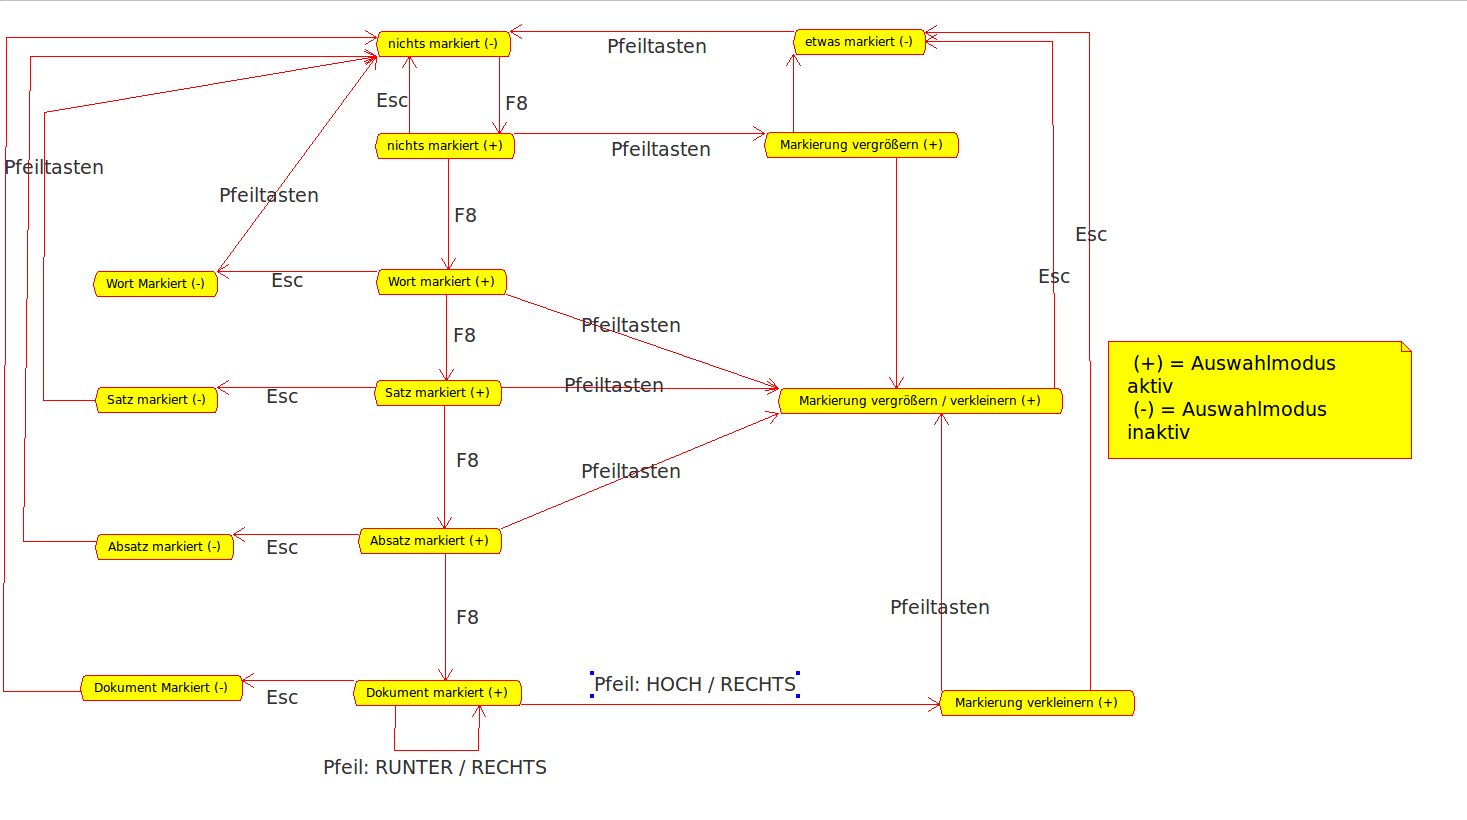 nichts markiert (-)
etwas markiert (-)
Pfeiltasten
Esc
F8
nichts markiert (+)
Pfeiltasten
Markierung vergrößern (+)
Pfeiltasten
Pfeiltasten
F8
Esc
Esc
Wort Markiert (-)
Esc
Wort markiert (+)
Pfeiltasten
F8
Satz markiert (-)
Esc
Satz markiert (+)
Pfeiltasten
Markierung vergrößern / verkleinern (+)
(+) = Auswahlmodus
aktiv
(-) = Auswahlmodus
inaktiv
F8
Pfeiltasten
Absatz markiert (-)
Esc
Absatz markiert (+)
F8
Pfeiltasten
Dokument Markiert (-)
Esc
Dokument markiert (+)
Pfeil: HOCH / RECHTS
Markierung verkleinern (+)
Pfeil: RUNTER / RECHTS